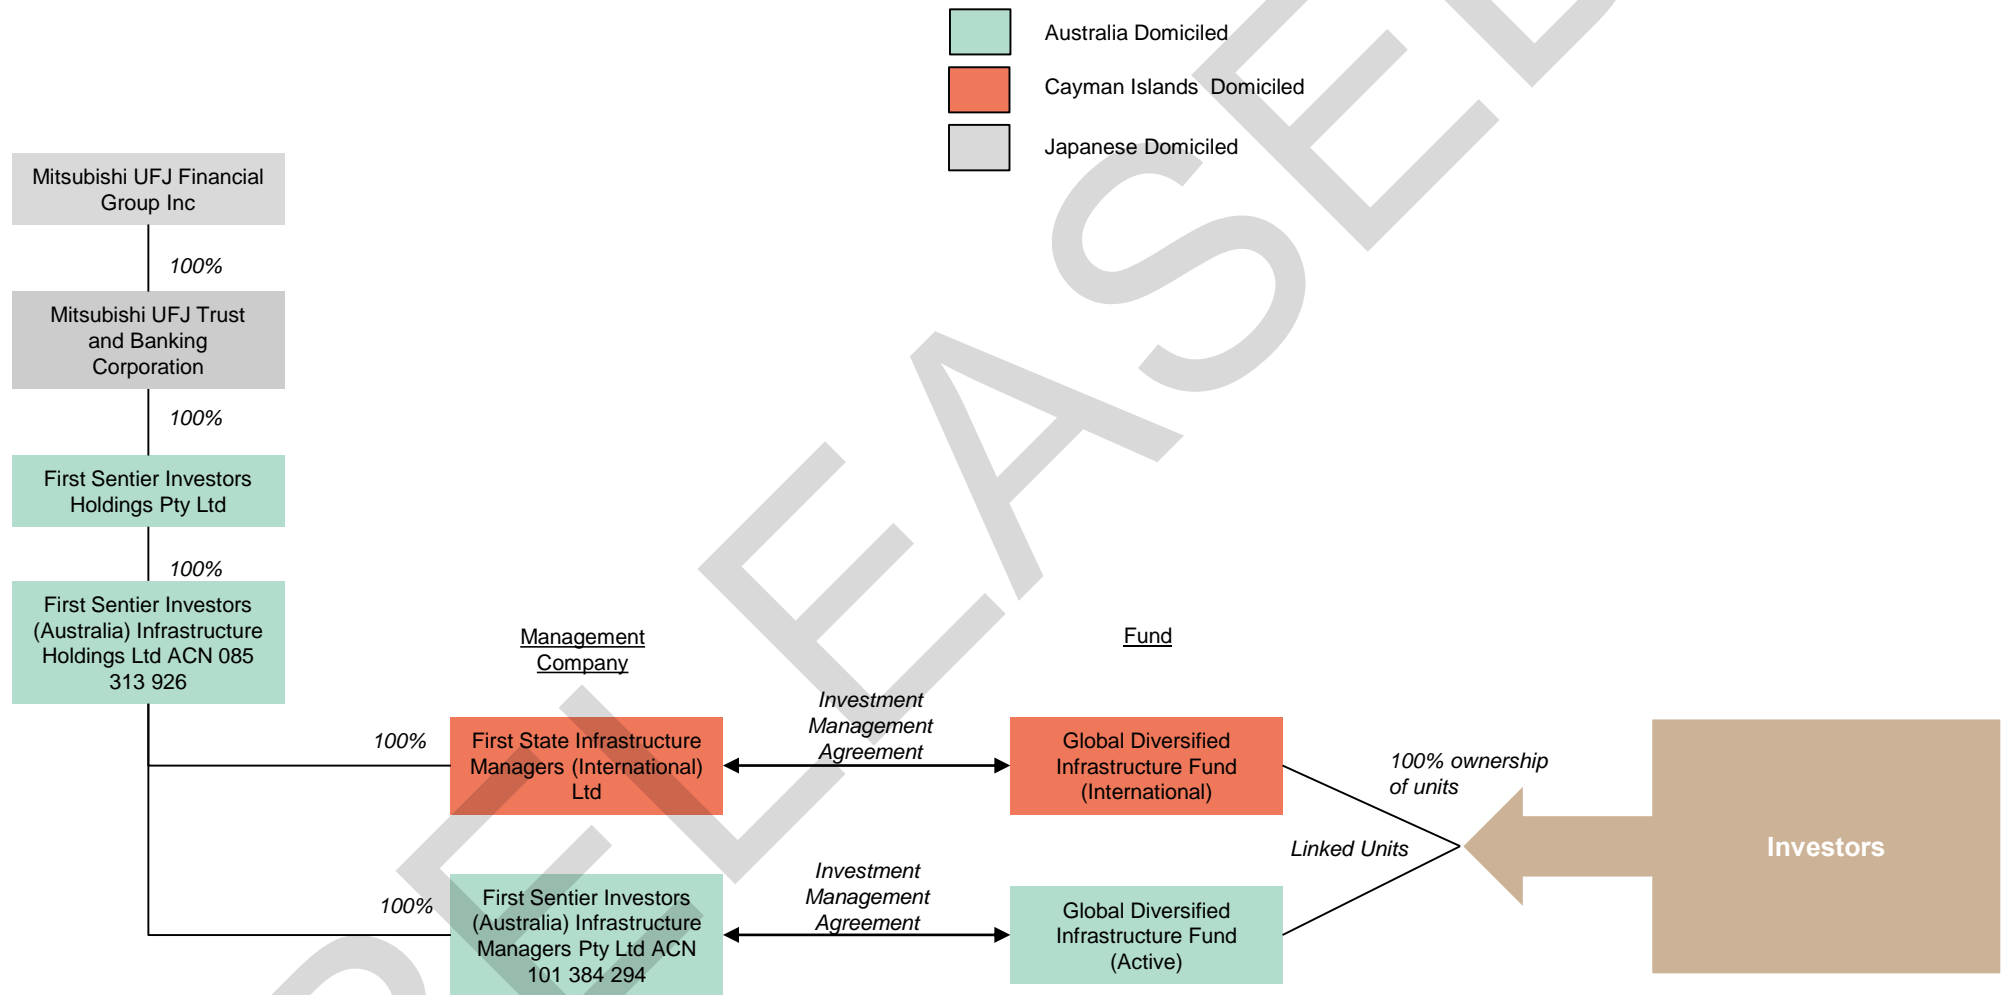 Australia Domiciled
Cayman Islands Domiciled
Japanese Domiciled
Mitsubishi UFJ Financial
Group Inc
100%
Mitsubishi UFJ Trust
and Banking
Corporation
100%
First Sentier Investors
Holdings Pty Ltd
100%
First Sentier Investors
(Australia) Infrastructure
Holdings Ltd ACN 085
313 926
Management
Company
Fund
100%
First State Infrastructure
Managers (International)
Ltd
Investment
Management
Agreement
Global Diversified
Infrastructure Fund
(International)
100% ownership
of units
Linked Units
Investors
100%
First Sentier Investors
(Australia) Infrastructure
Managers Pty Ltd ACN
101 384 294
Investment
Management
Agreement
Global Diversified
Infrastructure Fund
(Active)
RELEASED